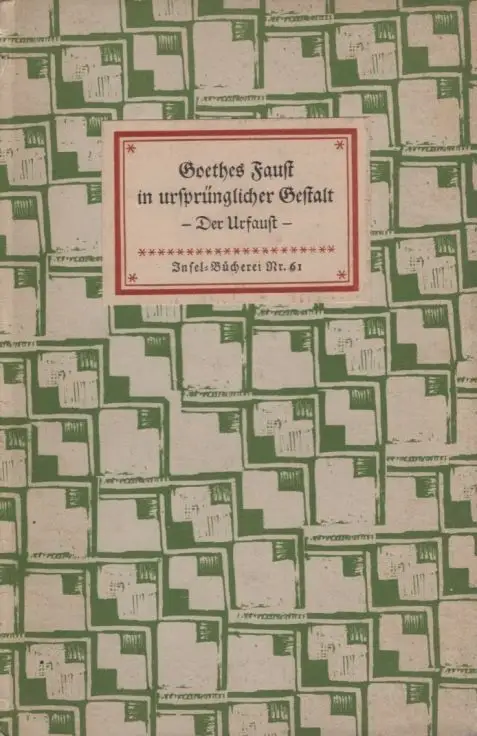 Goethes Faust
in ursprünglicher Gestalt
– Der Urfaust –
Insel-Bücherei Nr. 61